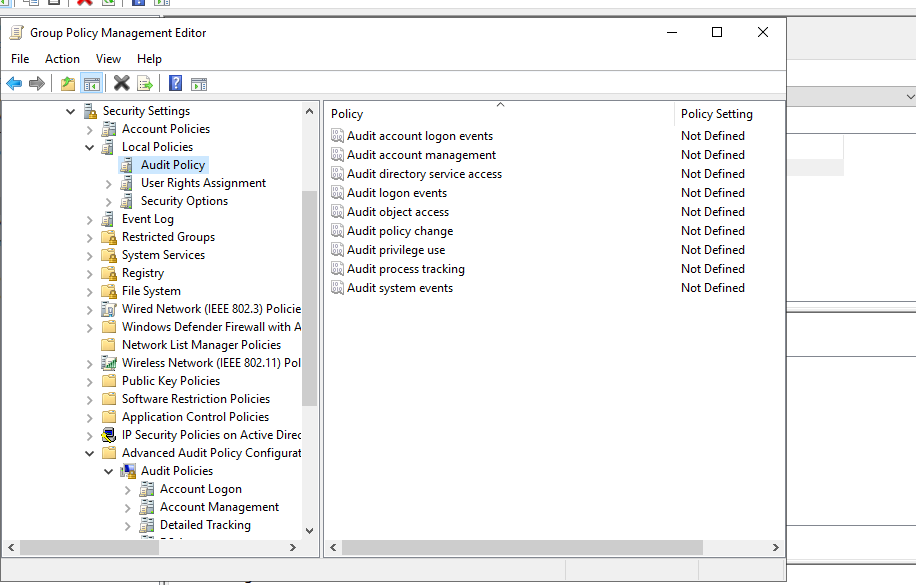 Group Policy Management Editor
File Action View Help
Security Settings
Account Policies
Local Policies
Audit Policy
User Rights Assignment
Security Options
Event Log
Restricted Groups
System Services
Registry
File System
Wired Network (IEEE 802.3) Policie
Windows Defender Firewall with A
Network List Manager Policies
Wireless Network (IEEE 802.11) Pol
Public Key Policies
Software Restriction Policies
Application Control Policies
IP Security Policies on Active Direc
Advanced Audit Policy Configurat
Audit Policies
Account Logon
Account Management
Detailed Tracking
Policy Policy Setting
Audit account logon events Not Defined
Audit account management Not Defined
Audit directory service access Not Defined
Audit logon events Not Defined
Audit object access Not Defined
Audit policy change Not Defined
Audit privilege use Not Defined
Audit process tracking Not Defined
Audit system events Not Defined